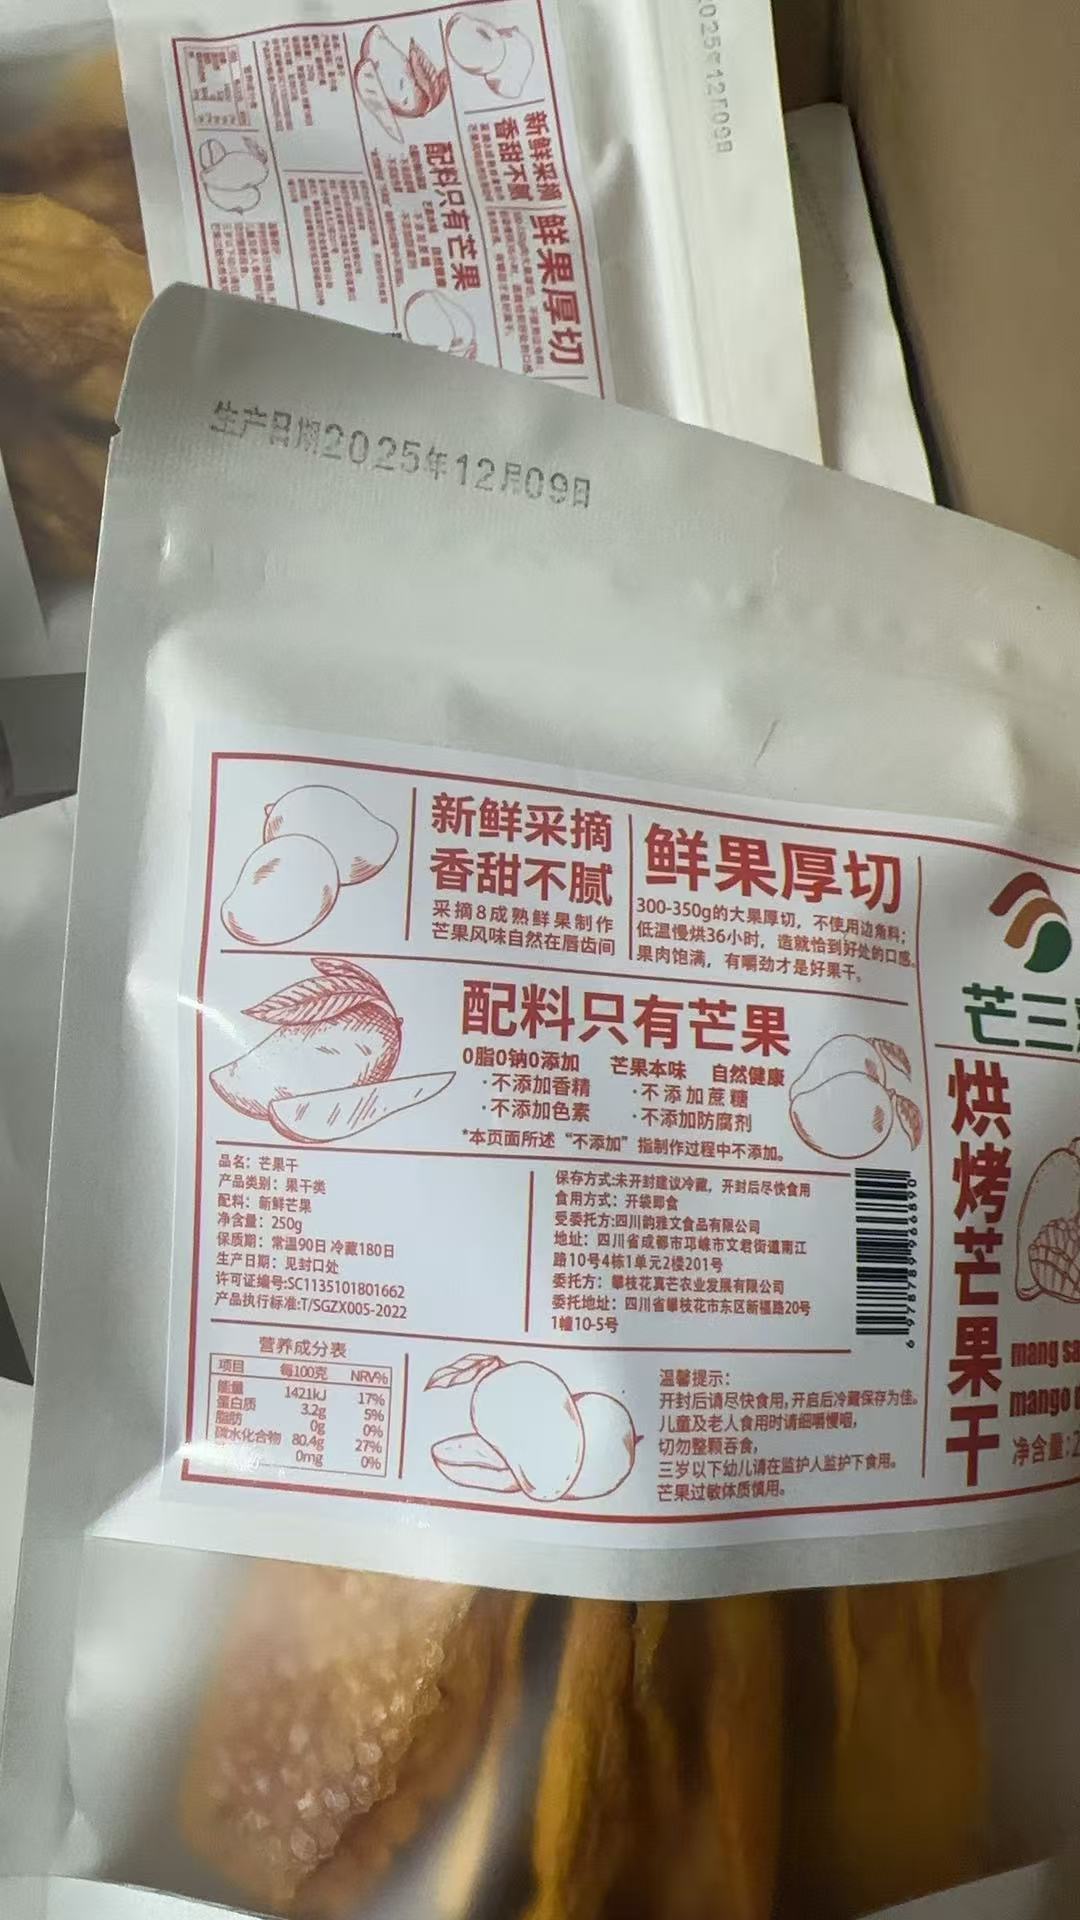 2025年12月09日
新鲜采摘
香甜不腻
鲜果厚切
配料只有芒果
生产日期2025年12月09日
新鲜采摘
香甜不腻
采摘8成熟鲜果制作
芒果风味自然在唇齿间
鲜果厚切
300-350g的大果厚切，不使用边角料；
低温慢烘36小时，造就恰到好处的口感。
果肉饱满，有嚼劲才是好果干。
配料只有芒果
0脂0钠0添加 芒果本味 自然健康
·不添加香精 ·不添加蔗糖
·不添加色素 ·不添加防腐剂
*本页面所述“不添加”指制作过程中不添加。
品名：芒果干
产品类别：果干类
配料：新鲜芒果
净含量：250g
保质期：常温90日 冷藏180日
生产日期：见封口处
许可证编号:SC1135101801662
产品执行标准:T/SGZX005-2022
保存方式:未开封建议冷藏，开封后尽快食用
食用方式：开袋即食
受委托方:四川韵雅文食品有限公司
地址：四川省成都市邛崃市文君街道南江
路10号4栋1单元2楼201号
委托方：攀枝花真芒农业发展有限公司
委托地址：四川省攀枝花市东区新福路20号
1幢10-5号
6 978789 966890
营养成分表
项目 每100克 NRV%
能量 1421kJ 17%
蛋白质 3.2g 5%
脂肪 0g 0%
碳水化合物 80.4g 27%
0mg 0%
温馨提示：
开封后请尽快食用，开启后冷藏保存为佳。
儿童及老人食用时请细嚼慢咽，
切勿整颗吞食，
三岁以下幼儿请在监护人监护下食用。
芒果过敏体质慎用。
芒三
烘烤芒果干
mang sa
mango
净含量:2